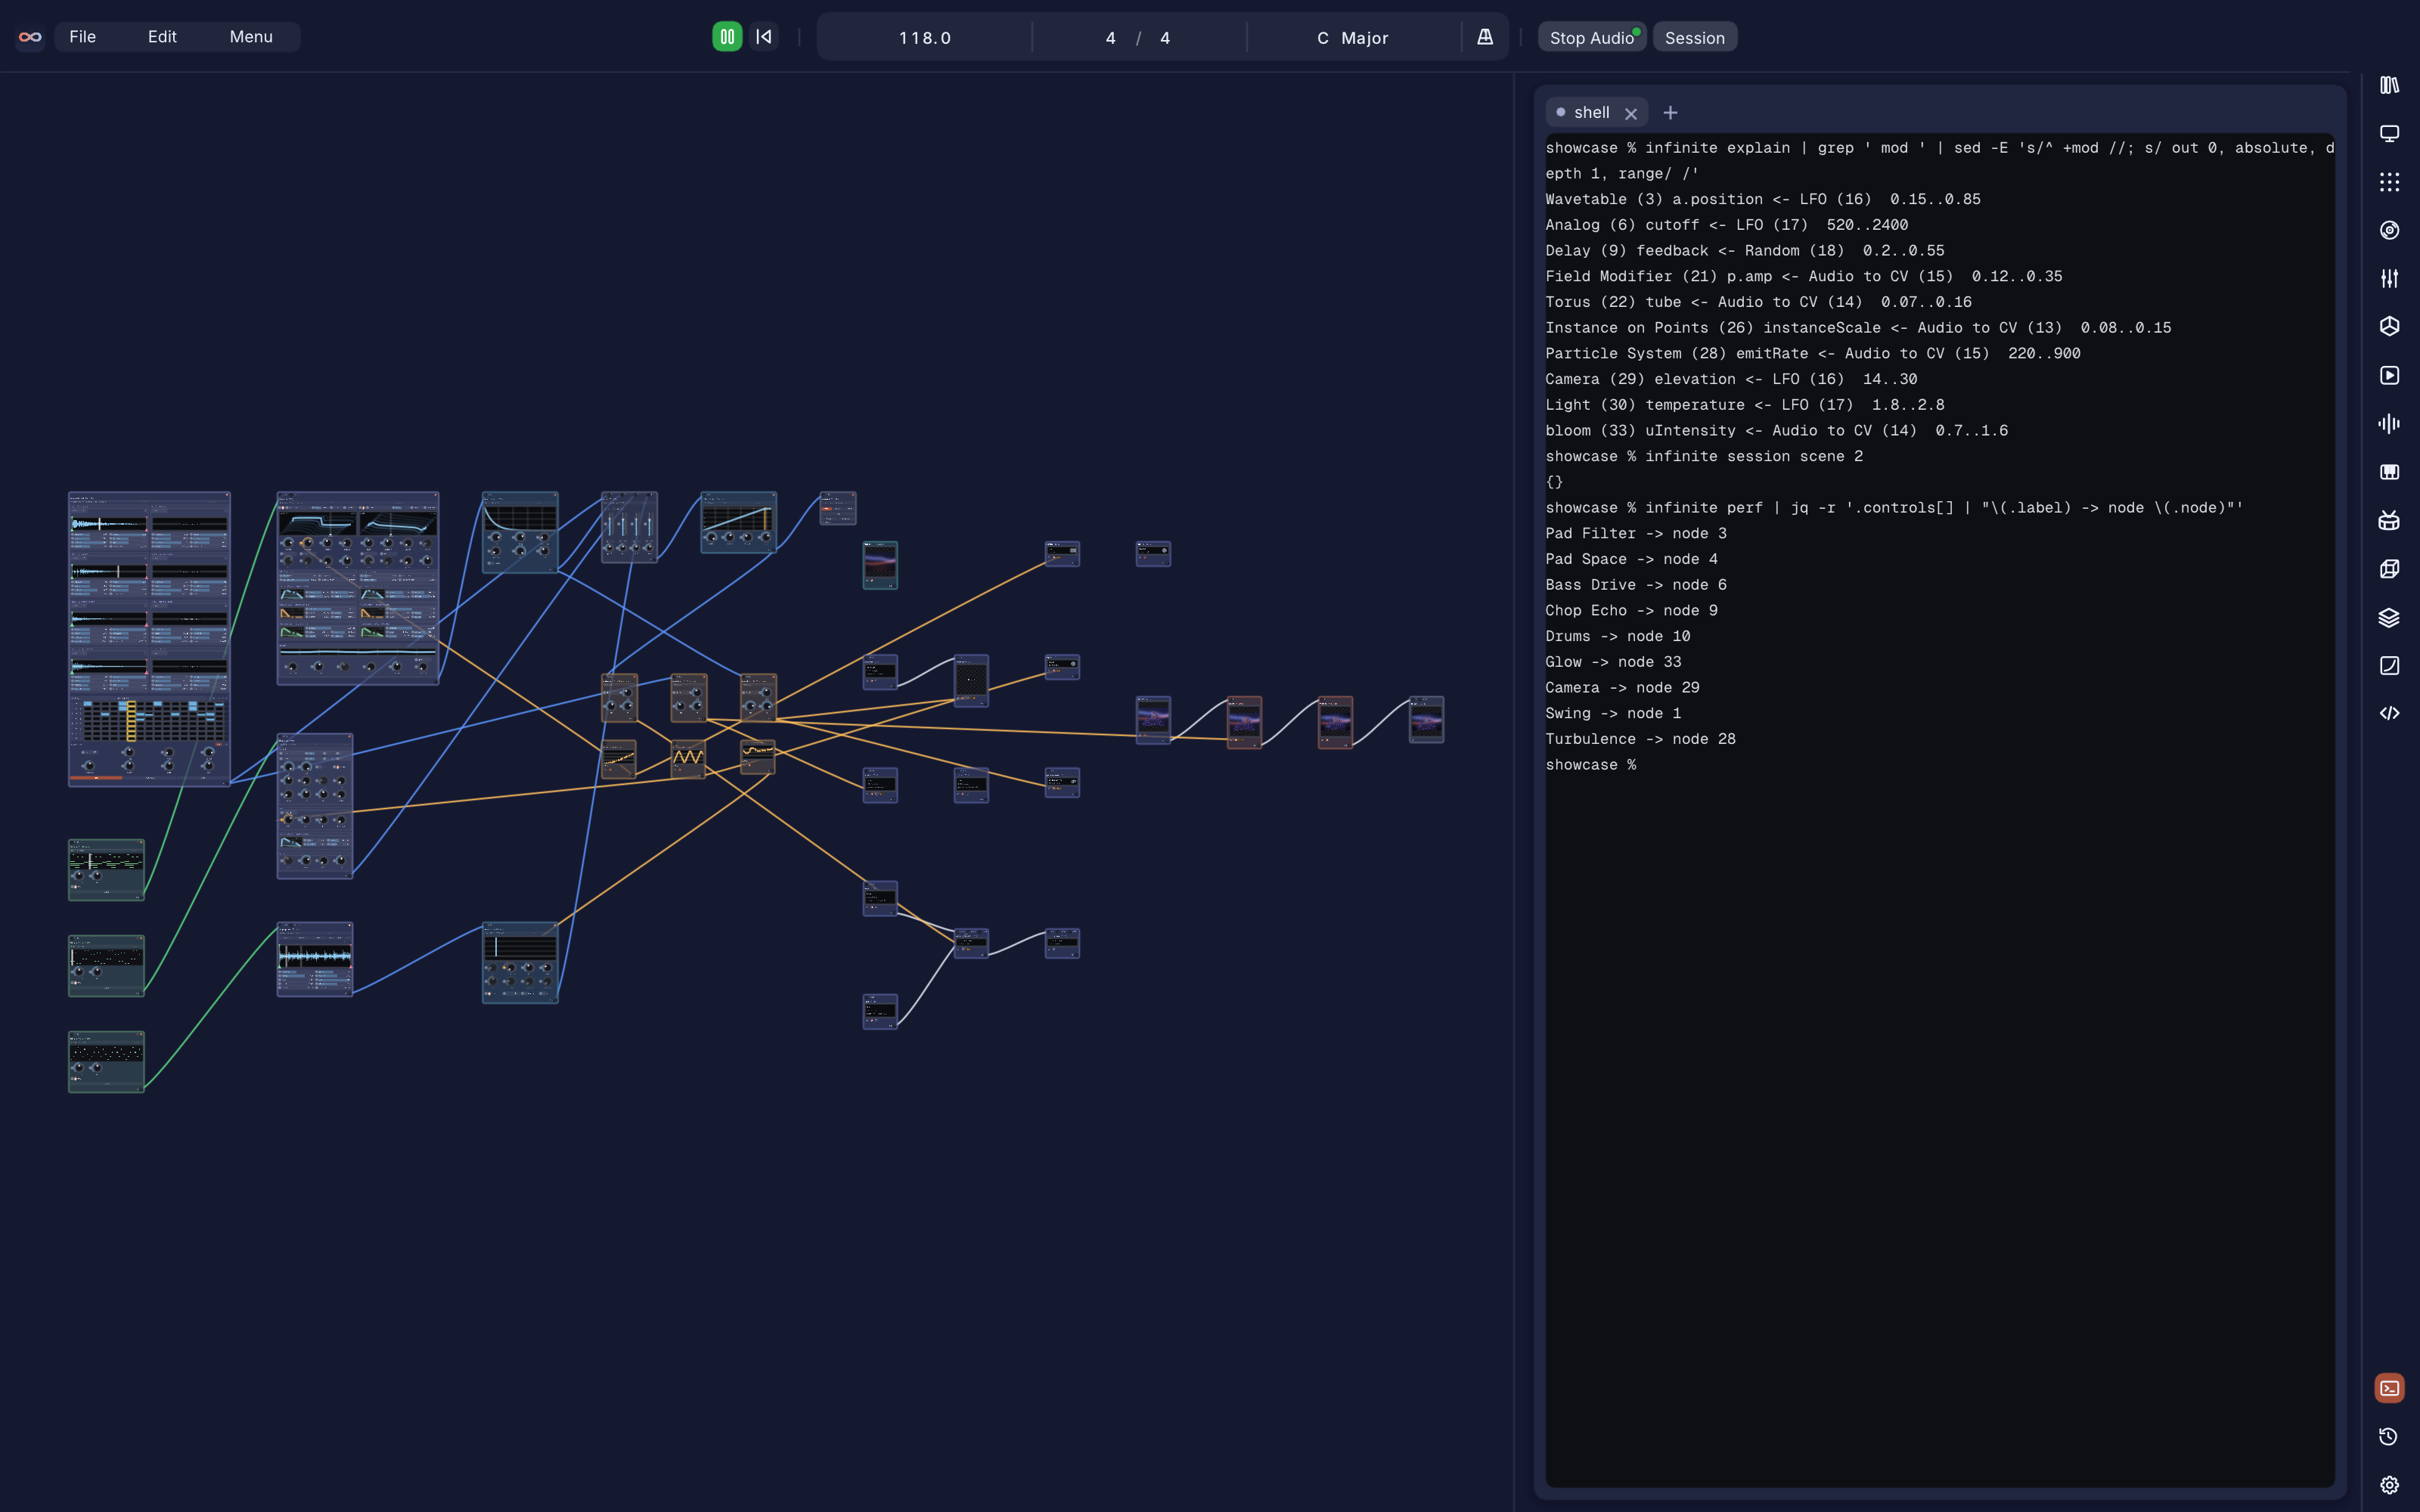 File Edit Menu
118.0
4 / 4
C Major
Stop Audio
Session
shell
showcase % infinite explain | grep ' mod ' | sed -E 's/^ +mod //; s/ out 0, absolute, d
epth 1, range/ /'
Wavetable (3) a.position <- LFO (16)  0.15..0.85
Analog (6) cutoff <- LFO (17)  520..2400
Delay (9) feedback <- Random (18)  0.2..0.55
Field Modifier (21) p.amp <- Audio to CV (15)  0.12..0.35
Torus (22) tube <- Audio to CV (14)  0.07..0.16
Instance on Points (26) instanceScale <- Audio to CV (13)  0.08..0.15
Particle System (28) emitRate <- Audio to CV (15)  220..900
Camera (29) elevation <- LFO (16)  14..30
Light (30) temperature <- LFO (17)  1.8..2.8
bloom (33) uIntensity <- Audio to CV (14)  0.7..1.6
showcase % infinite session scene 2
{}
showcase % infinite perf | jq -r '.controls[] | "\(.label) -> node \(.node)"'
Pad Filter -> node 3
Pad Space -> node 4
Bass Drive -> node 6
Chop Echo -> node 9
Drums -> node 10
Glow -> node 33
Camera -> node 29
Swing -> node 1
Turbulence -> node 28
showcase %